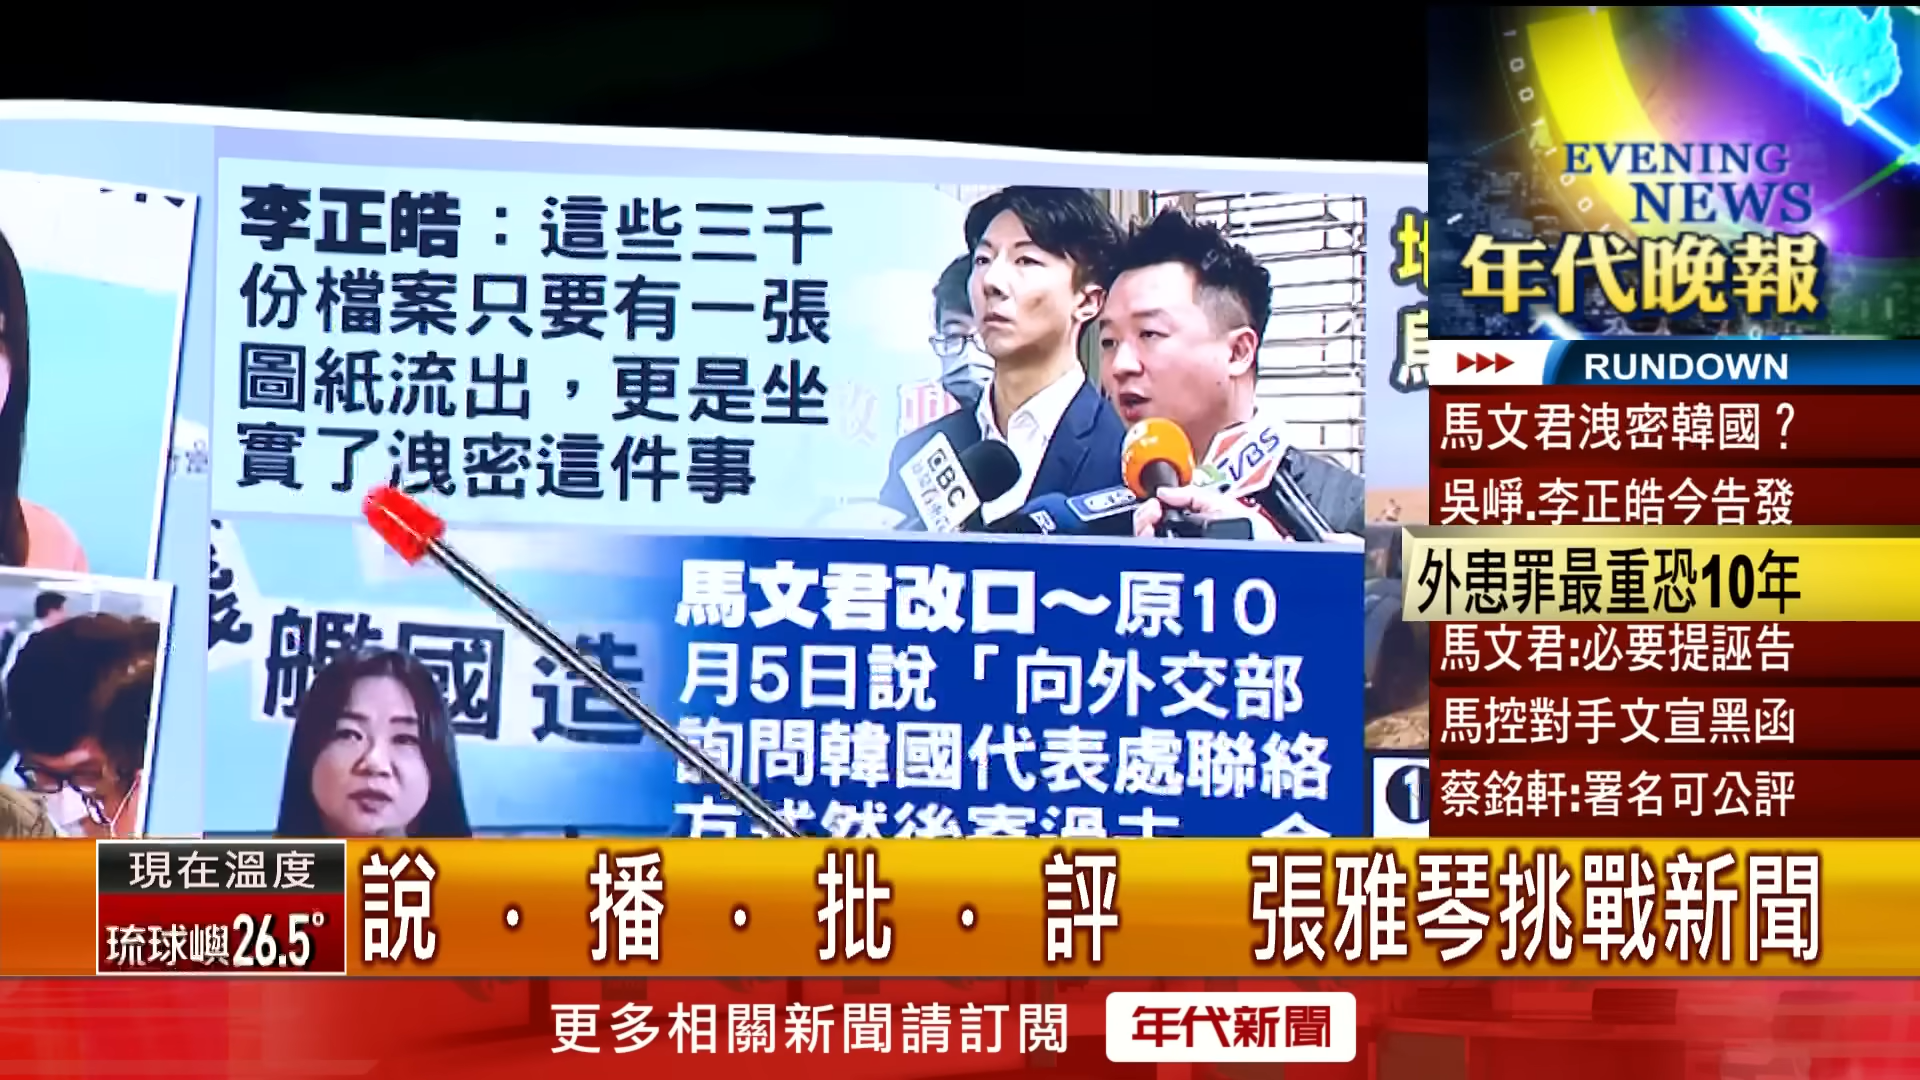 李正皓：這些三千
份檔案只要有一張
圖紙流出，更是坐
實了洩密這件事
CBC
VBS
艦國造
馬文君改口～原10
月5日說「向外交部
詢問韓國代表處聯絡
EVENING
NEWS
年代晚報
RUNDOWN
馬文君洩密韓國？
吳崢.李正皓今告發
外患罪最重恐10年
馬文君:必要提誣告
馬控對手文宣黑函
蔡銘軒:署名可公評
現在溫度
琉球嶼26.5°
說．播．批．評 張雅琴挑戰新聞
更多相關新聞請訂閱 年代新聞